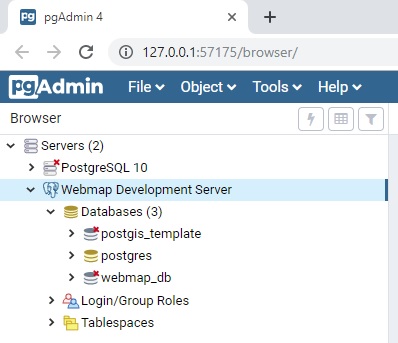 pgAdmin 4
127.0.0.1:57175/browser/
pgAdmin File Object Tools Help
Browser
Servers (2)
PostgreSQL 10
Webmap Development Server
Databases (3)
postgis_template
postgres
webmap_db
Login/Group Roles
Tablespaces